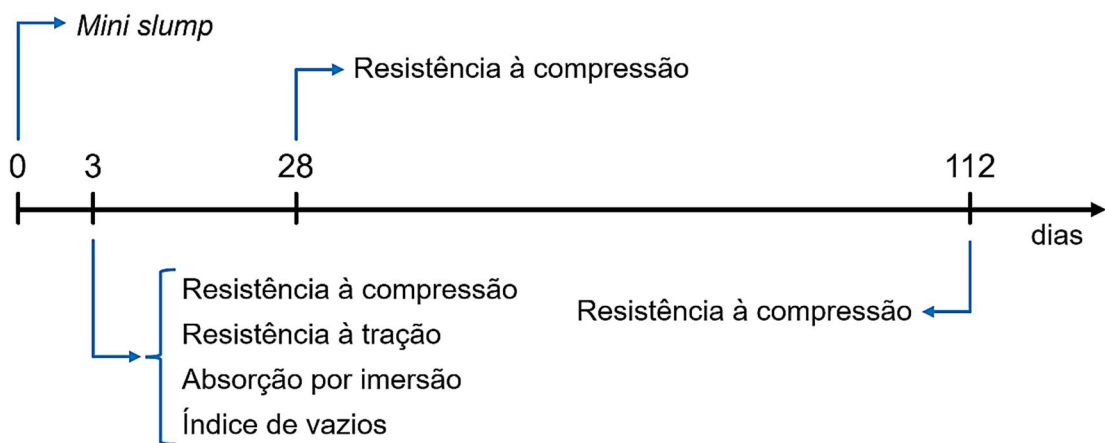 Mini slump
Resistência à compressão
0
3
28
112
dias
Resistência à compressão
Resistência à tração
Absorção por imersão
Índice de vazios
Resistência à compressão